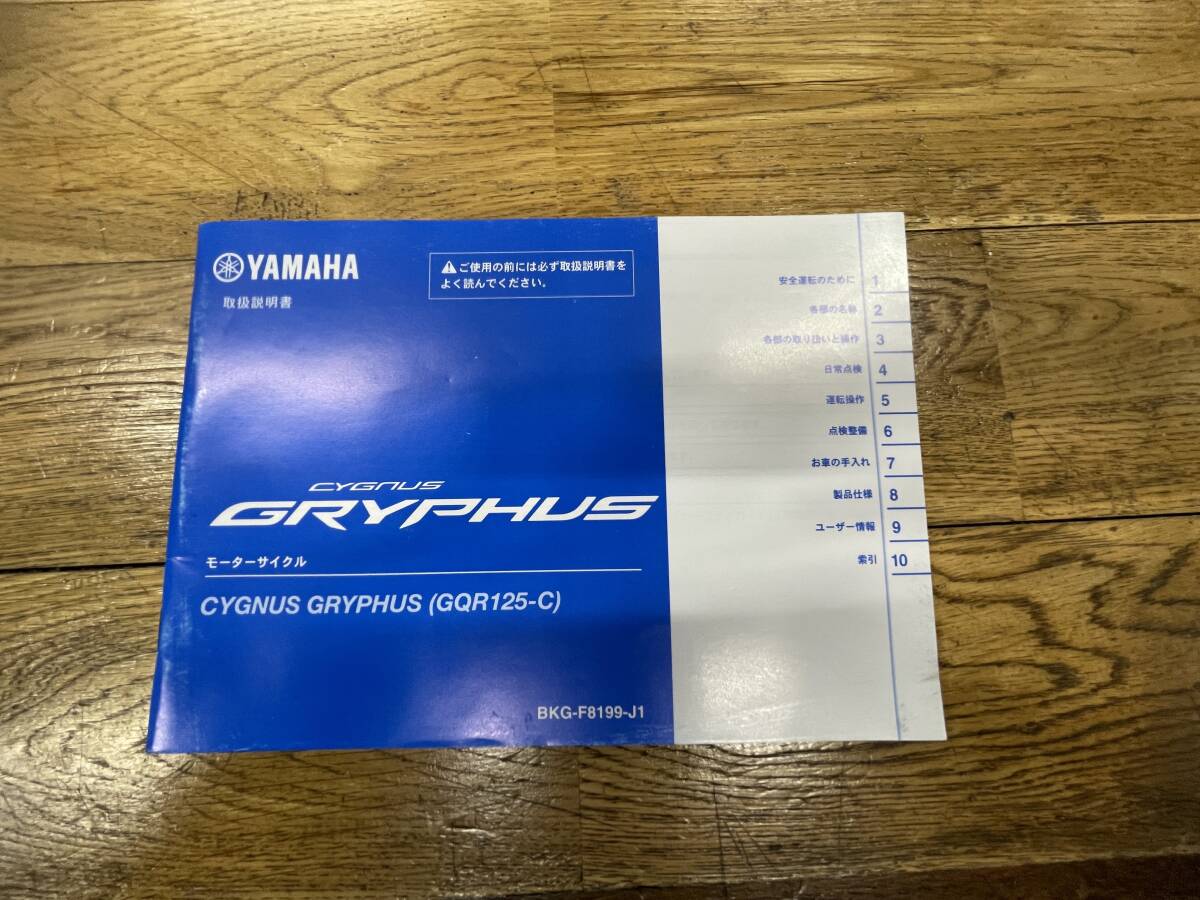 YAMAHA
取扱説明書
⚠ご使用の前には必ず取扱説明書を
よく読んでください。
CYGNUS
GRYPHUS
モーターサイクル
CYGNUS GRYPHUS (GQR125-C)
BKG-F8199-J1
安全運転のために 1
各部の名称 2
各部の取り扱いと操作 3
日常点検 4
運転操作 5
点検整備 6
お車の手入れ 7
製品仕様 8
ユーザー情報 9
索引 10